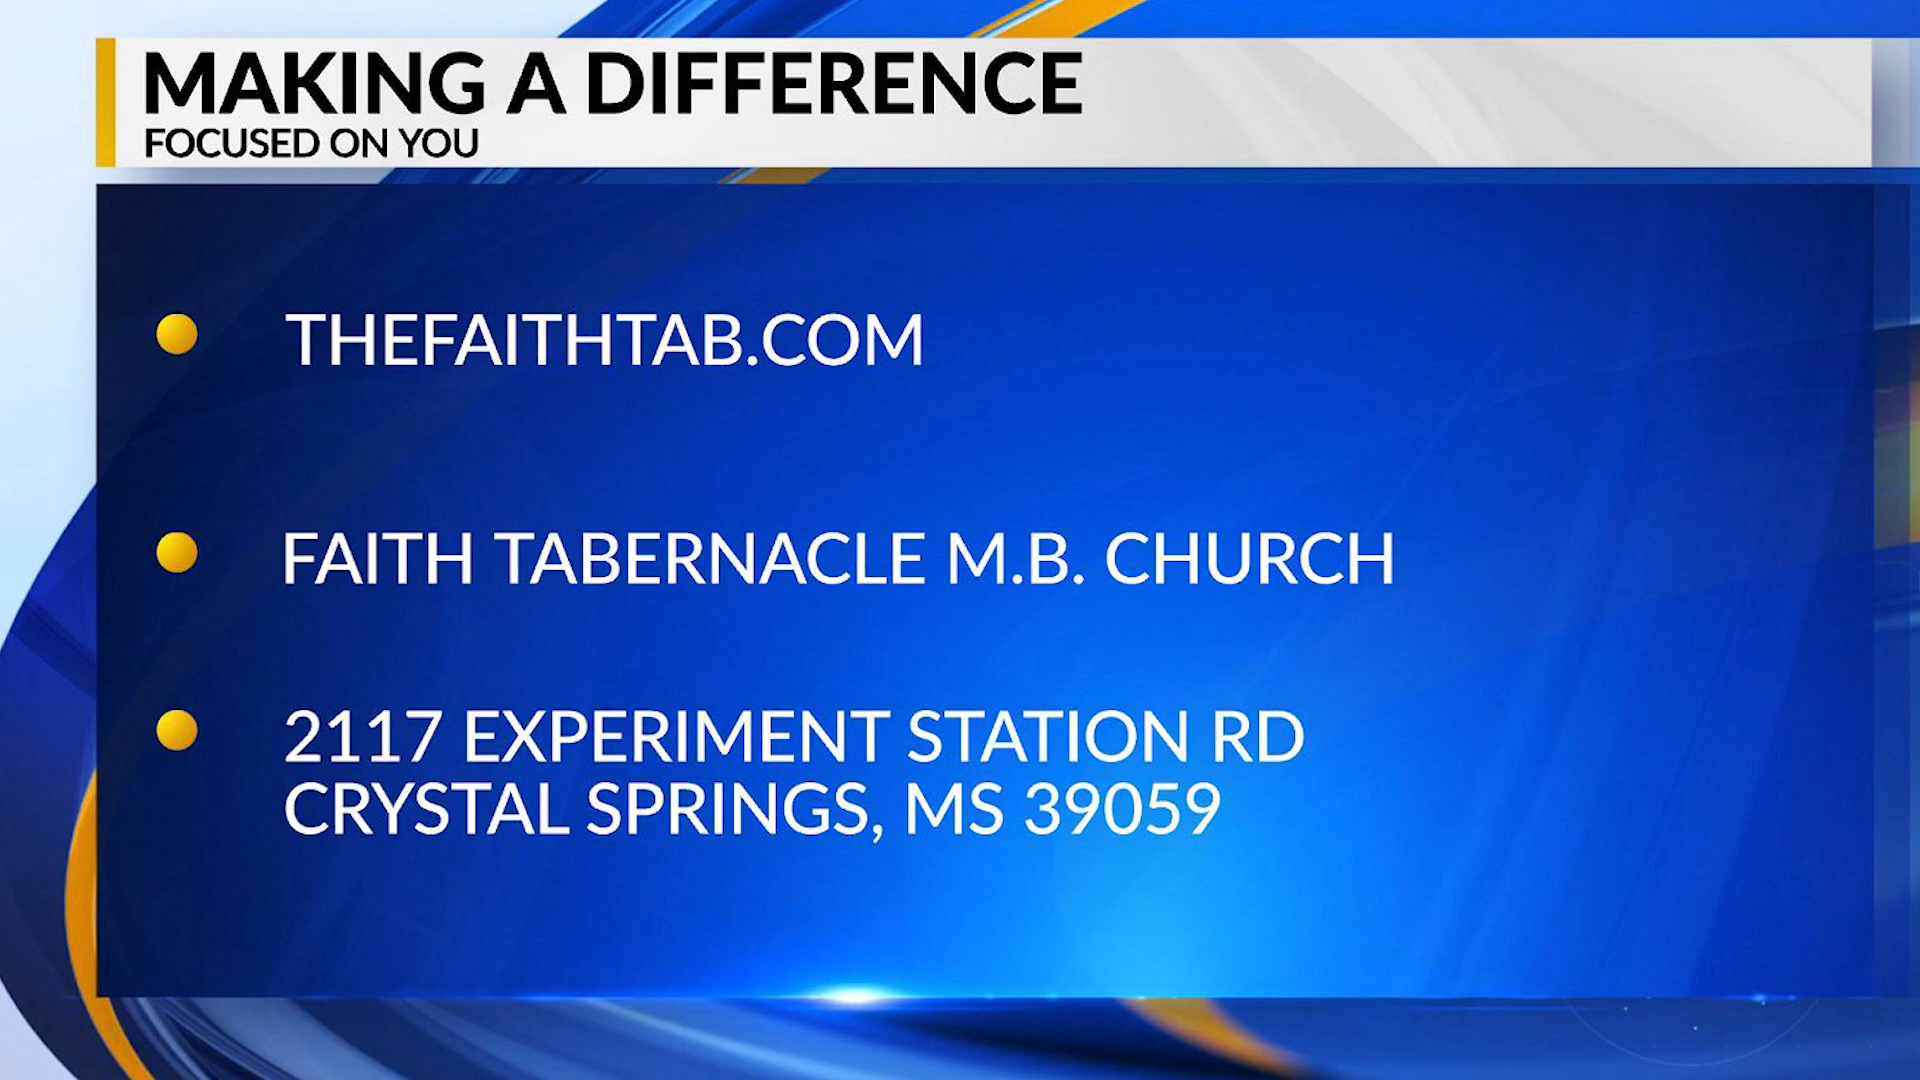 MAKING A DIFFERENCE
FOCUSED ON YOU
THEFAITHTAB.COM
FAITH TABERNACLE M.B. CHURCH
2117 EXPERIMENT STATION RD
CRYSTAL SPRINGS, MS 39059